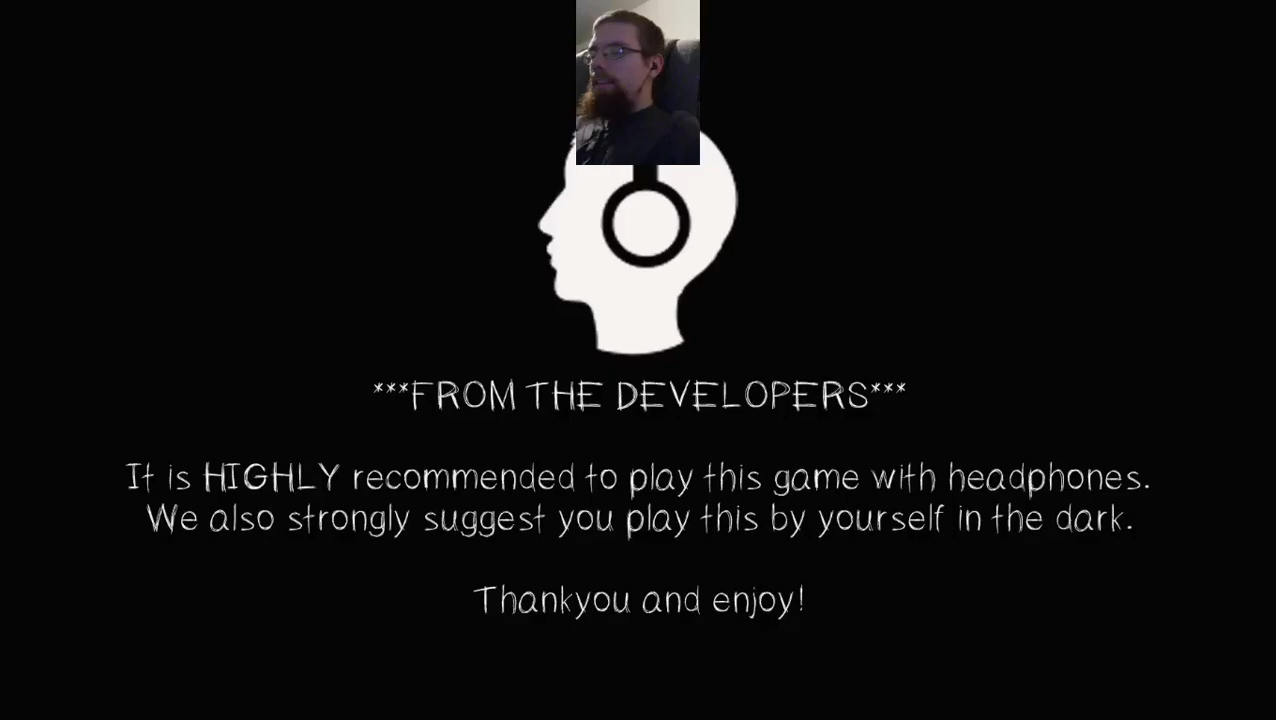 ***FROM THE DEVELOPERS***
It is HIGHLY recommended to play this game with headphones.
We also strongly suggest you play this by yourself in the dark.
Thankyou and enjoy!